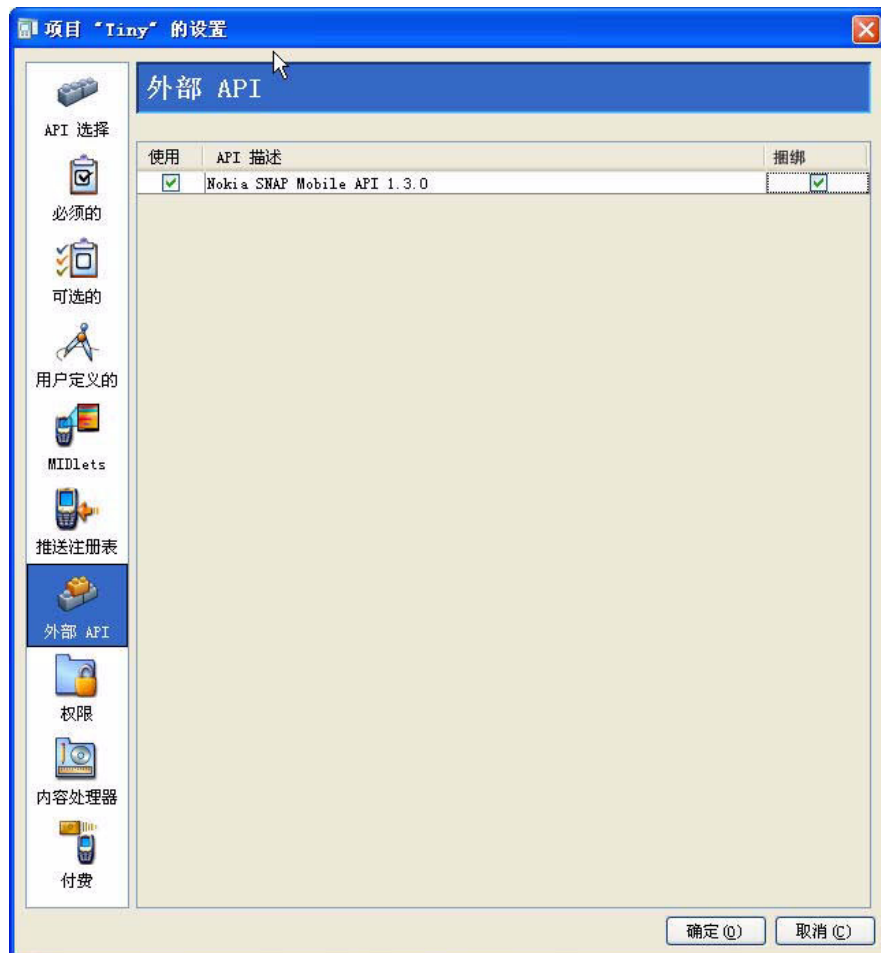 项目 "Tiny" 的设置
外部 API
API 选择
必须的
可选的
用户定义的
MIDlets
推送注册表
外部 API
权限
内容处理器
付费
使用 API 描述 捆绑
Nokia SNAP Mobile API 1.3.0
确定(O) 取消(C)